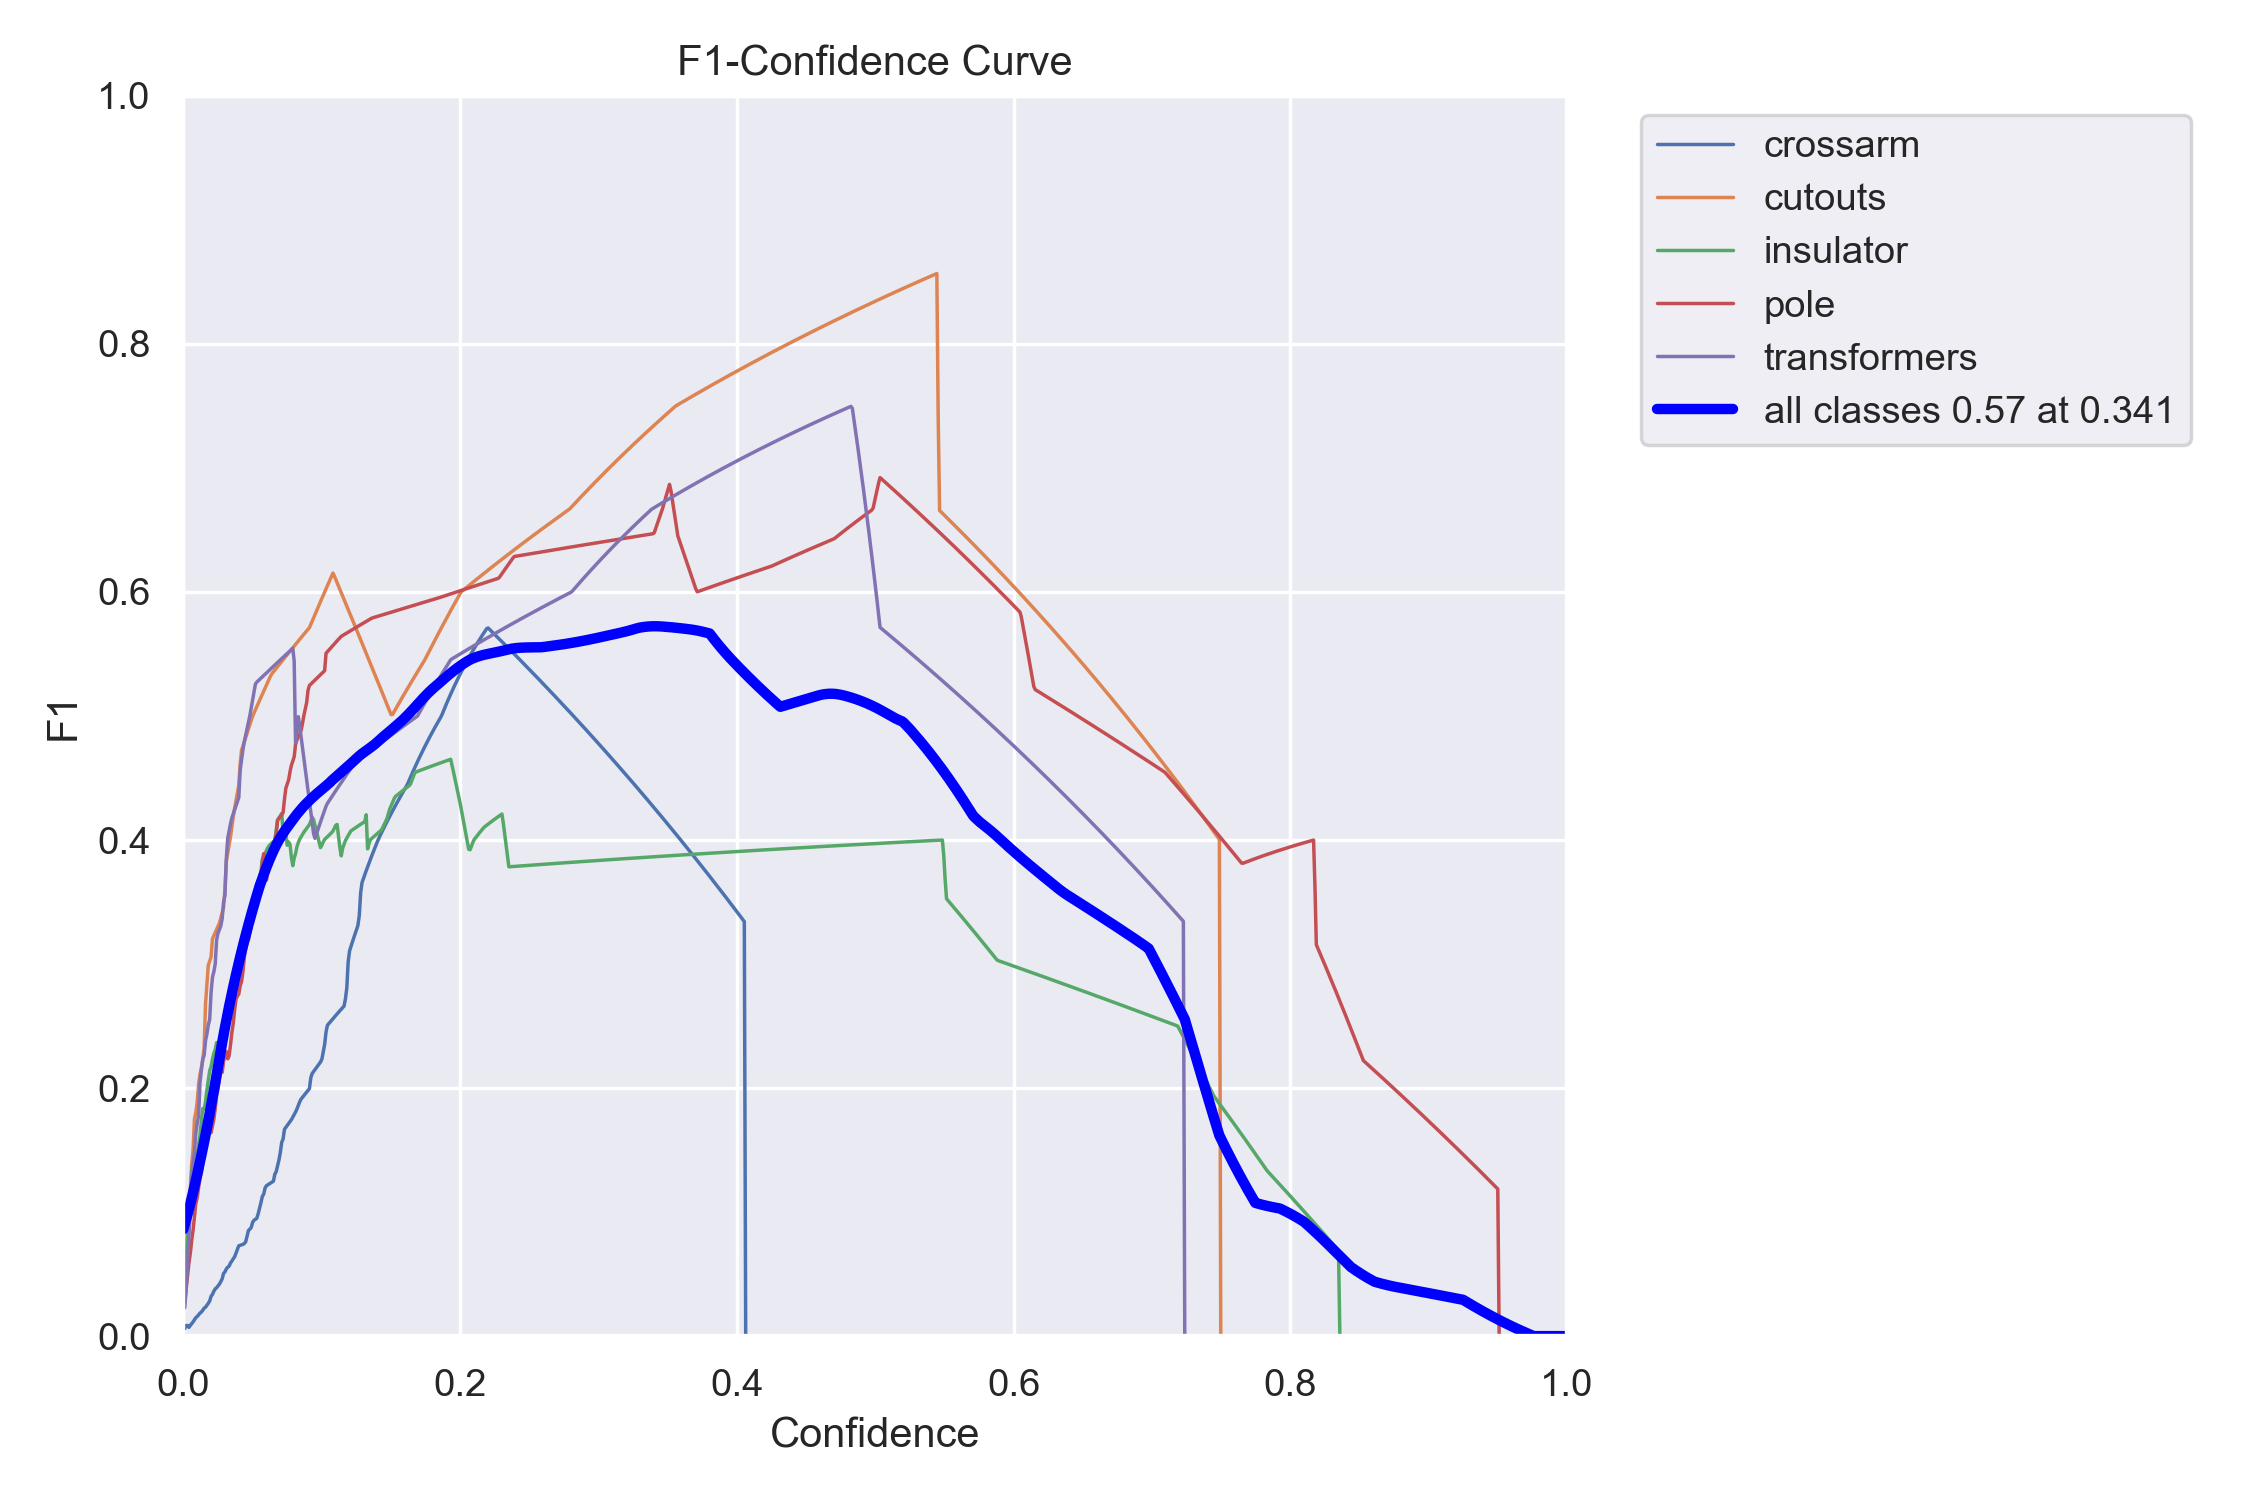 F1-Confidence Curve
1.0
0.8
0.6
0.4
0.2
0.0
F1
0.0 0.2 0.4 0.6 0.8 1.0
Confidence
crossarm
cutouts
insulator
pole
transformers
all classes 0.57 at 0.341